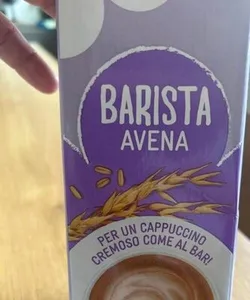 BARISTA
AVENA
PER UN CAPPUCCINO
CREMOSO COME AL BAR!